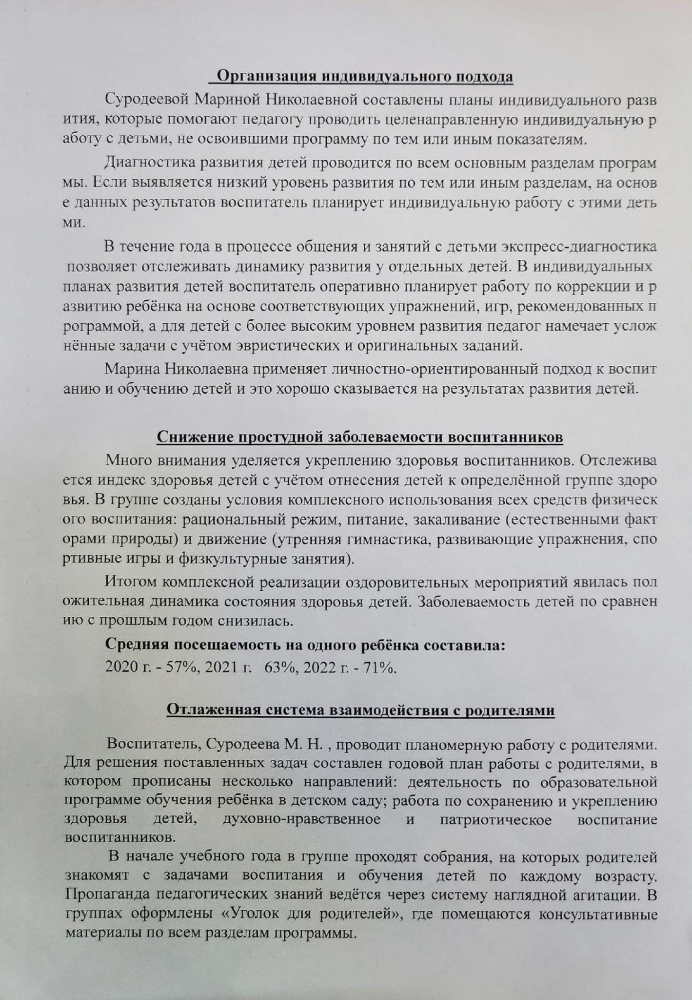 Организация индивидуального подхода
Суродеевой Мариной Николаевной составлены планы индивидуального разв
ития, которые помогают педагогу проводить целенаправленную индивидуальную р
аботу с детьми, не освоившими программу по тем или иным показателям.
Диагностика развития детей проводится по всем основным разделам програм
мы. Если выявляется низкий уровень развития по тем или иным разделам, на основ
е данных результатов воспитатель планирует индивидуальную работу с этими деть
ми.
В течение года в процессе общения и занятий с детьми экспресс-диагностика
позволяет отслеживать динамику развития у отдельных детей. В индивидуальных
планах развития детей воспитатель оперативно планирует работу по коррекции и р
азвитию ребёнка на основе соответствующих упражнений, игр, рекомендованных п
рограммой, а для детей с более высоким уровнем развития педагог намечает услож
нённые задачи с учётом эвристических и оригинальных заданий.
Марина Николаевна применяет личностно-ориентированный подход к воспит
анию и обучению детей и это хорошо сказывается на результатах развития детей.
Снижение простудной заболеваемости воспитанников
Много внимания уделяется укреплению здоровья воспитанников. Отслежива
ется индекс здоровья детей с учётом отнесения детей к определённой группе здоро
вья. В группе созданы условия комплексного использования всех средств физическ
ого воспитания: рациональный режим, питание, закаливание (естественными факт
орами природы) и движение (утренняя гимнастика, развивающие упражнения, спо
ртивные игры и физкультурные занятия).
Итогом комплексной реализации оздоровительных мероприятий явилась пол
ожительная динамика состояния здоровья детей. Заболеваемость детей по сравнен
ию с прошлым годом снизилась.
Средняя посещаемость на одного ребёнка составила:
2020 г. - 57%, 2021 г. 63%, 2022 г. - 71%.
Отлаженная система взаимодействия с родителями
Воспитатель, Суродеева М. Н. , проводит планомерную работу с родителями.
Для решения поставленных задач составлен годовой план работы с родителями, в
котором прописаны несколько направлений: деятельность по образовательной
программе обучения ребёнка в детском саду; работа по сохранению и укреплению
здоровья детей, духовно-нравственное и патриотическое воспитание
воспитанников.
В начале учебного года в группе проходят собрания, на которых родителей
знакомят с задачами воспитания и обучения детей по каждому возрасту.
Пропаганда педагогических знаний ведётся через систему наглядной агитации. В
группах оформлены «Уголок для родителей», где помещаются консультативные
материалы по всем разделам программы.